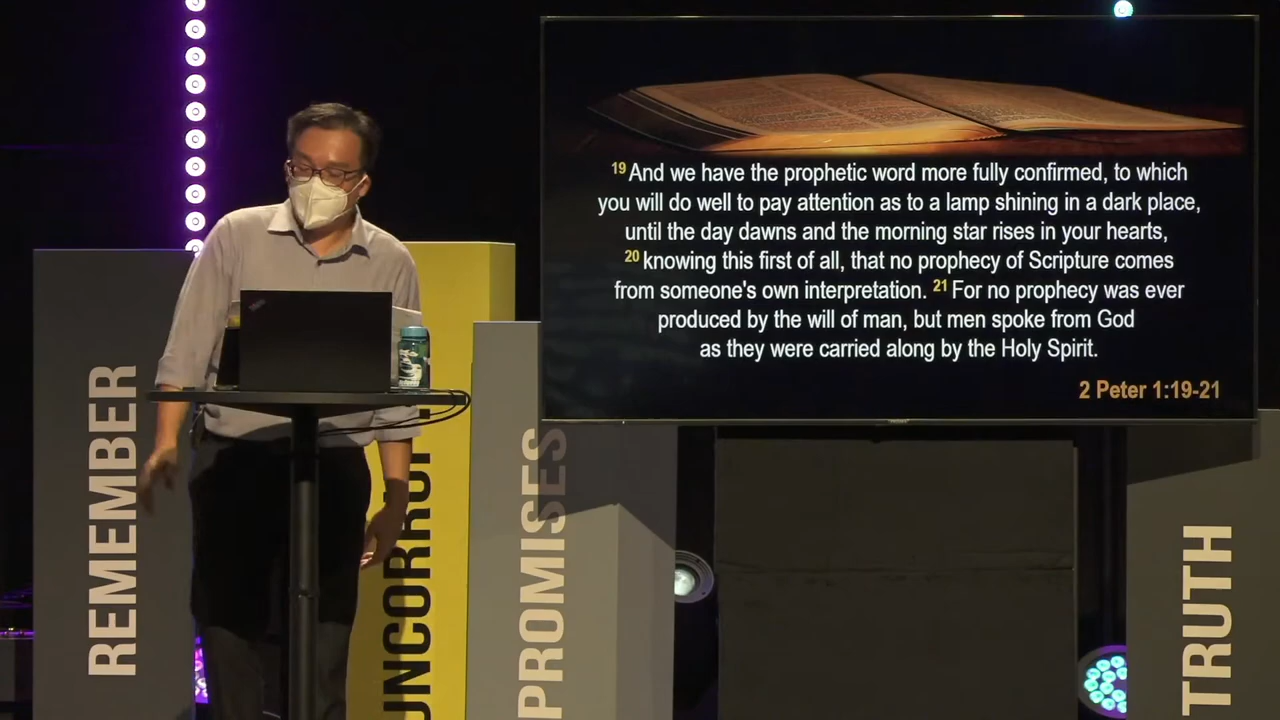 19 And we have the prophetic word more fully confirmed, to which
you will do well to pay attention as to a lamp shining in a dark place,
until the day dawns and the morning star rises in your hearts,
20 knowing this first of all, that no prophecy of Scripture comes
from someone's own interpretation. 21 For no prophecy was ever
produced by the will of man, but men spoke from God
as they were carried along by the Holy Spirit.
2 Peter 1:19-21
REMEMBER
UNCORRUP
PROMISES
TRUTH